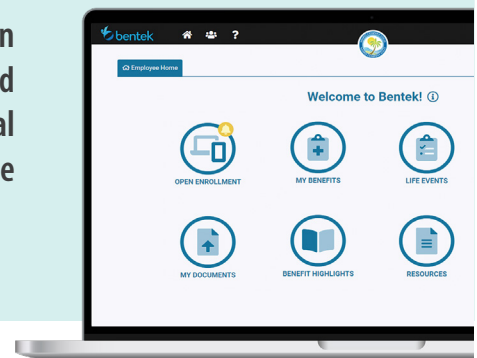 n
d
al
e
bentek
?
Employee Home
Welcome to Bentek!
OPEN ENROLLMENT
MY BENEFITS
LIFE EVENTS
MY DOCUMENTS
BENEFIT HIGHLIGHTS
RESOURCES